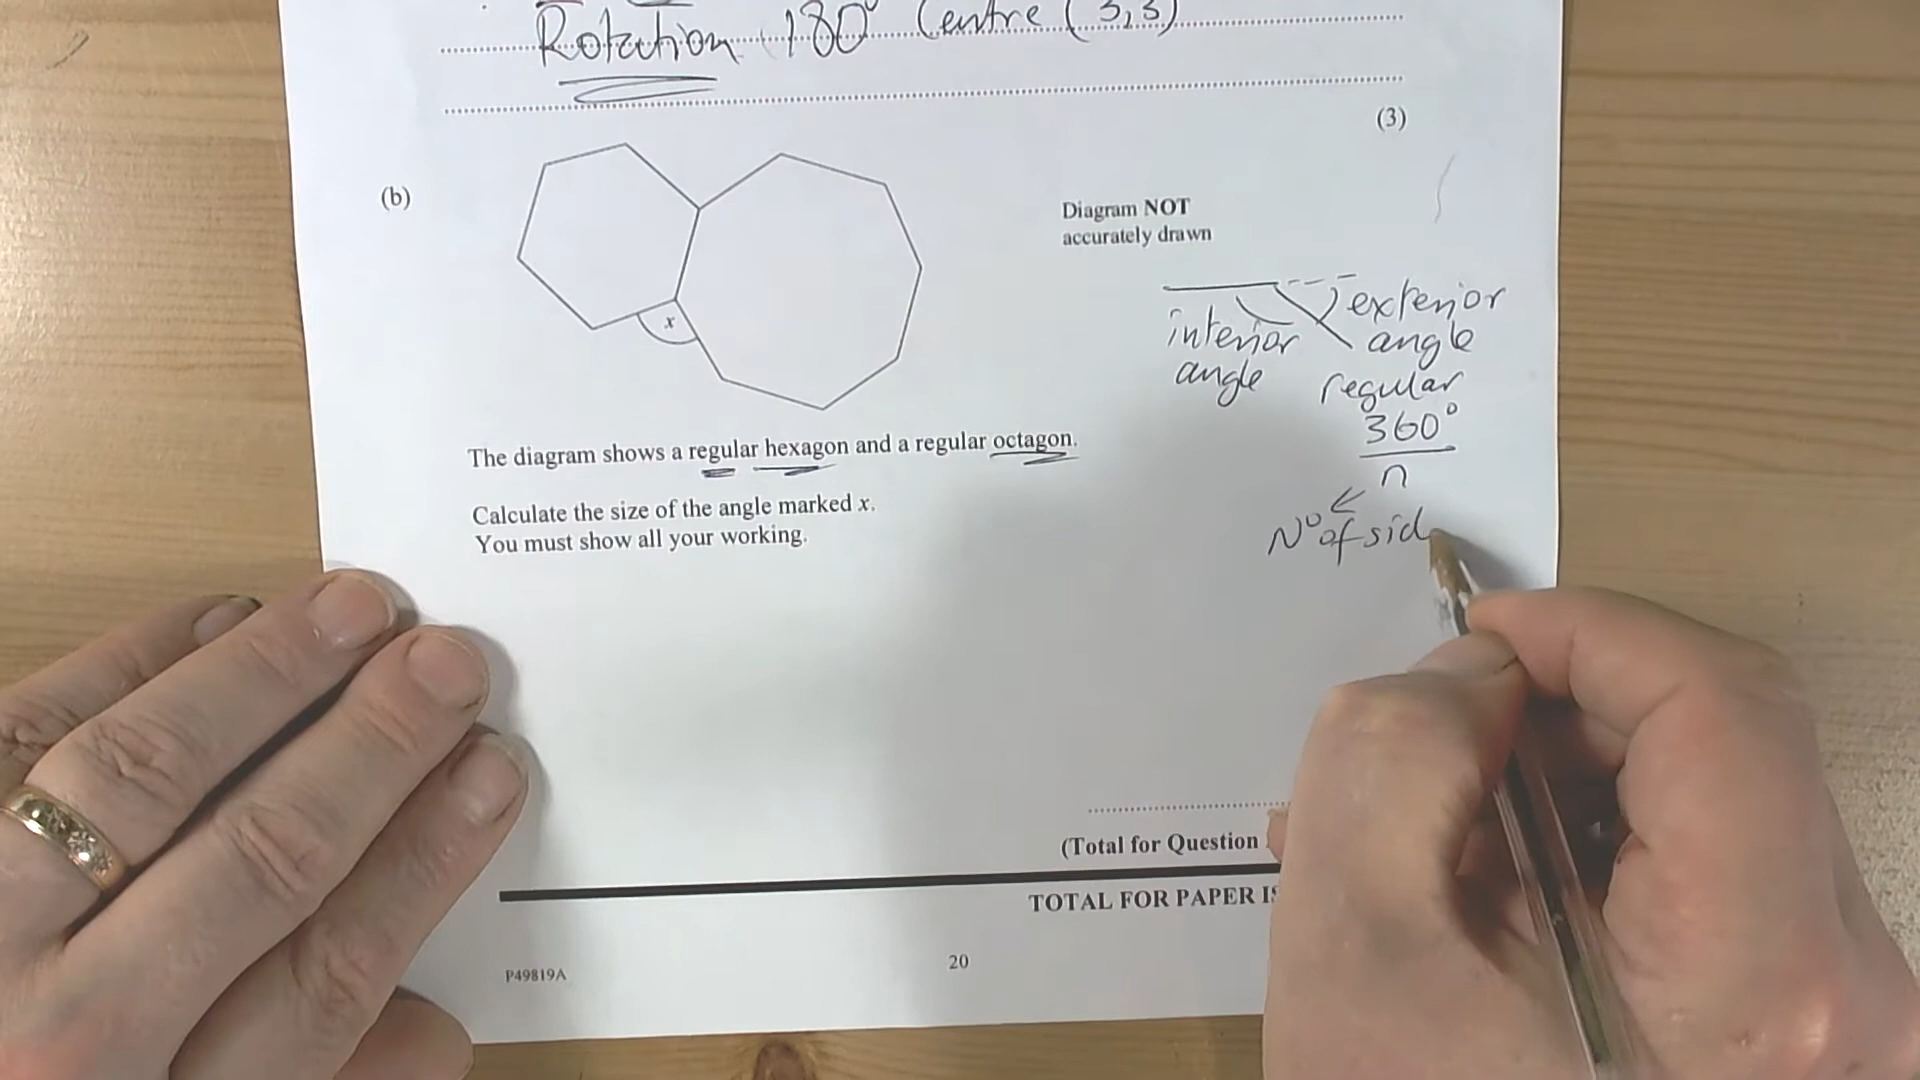 Rotation 180° Centre (3,3)
(3)
(b)
Diagram NOT
accurately drawn
x
exterior
angle
interior
angle
regular
360°
n
N° of sid
The diagram shows a regular hexagon and a regular octagon.
Calculate the size of the angle marked x.
You must show all your working.
(Total for Question
TOTAL FOR PAPER IS
P49819A
20